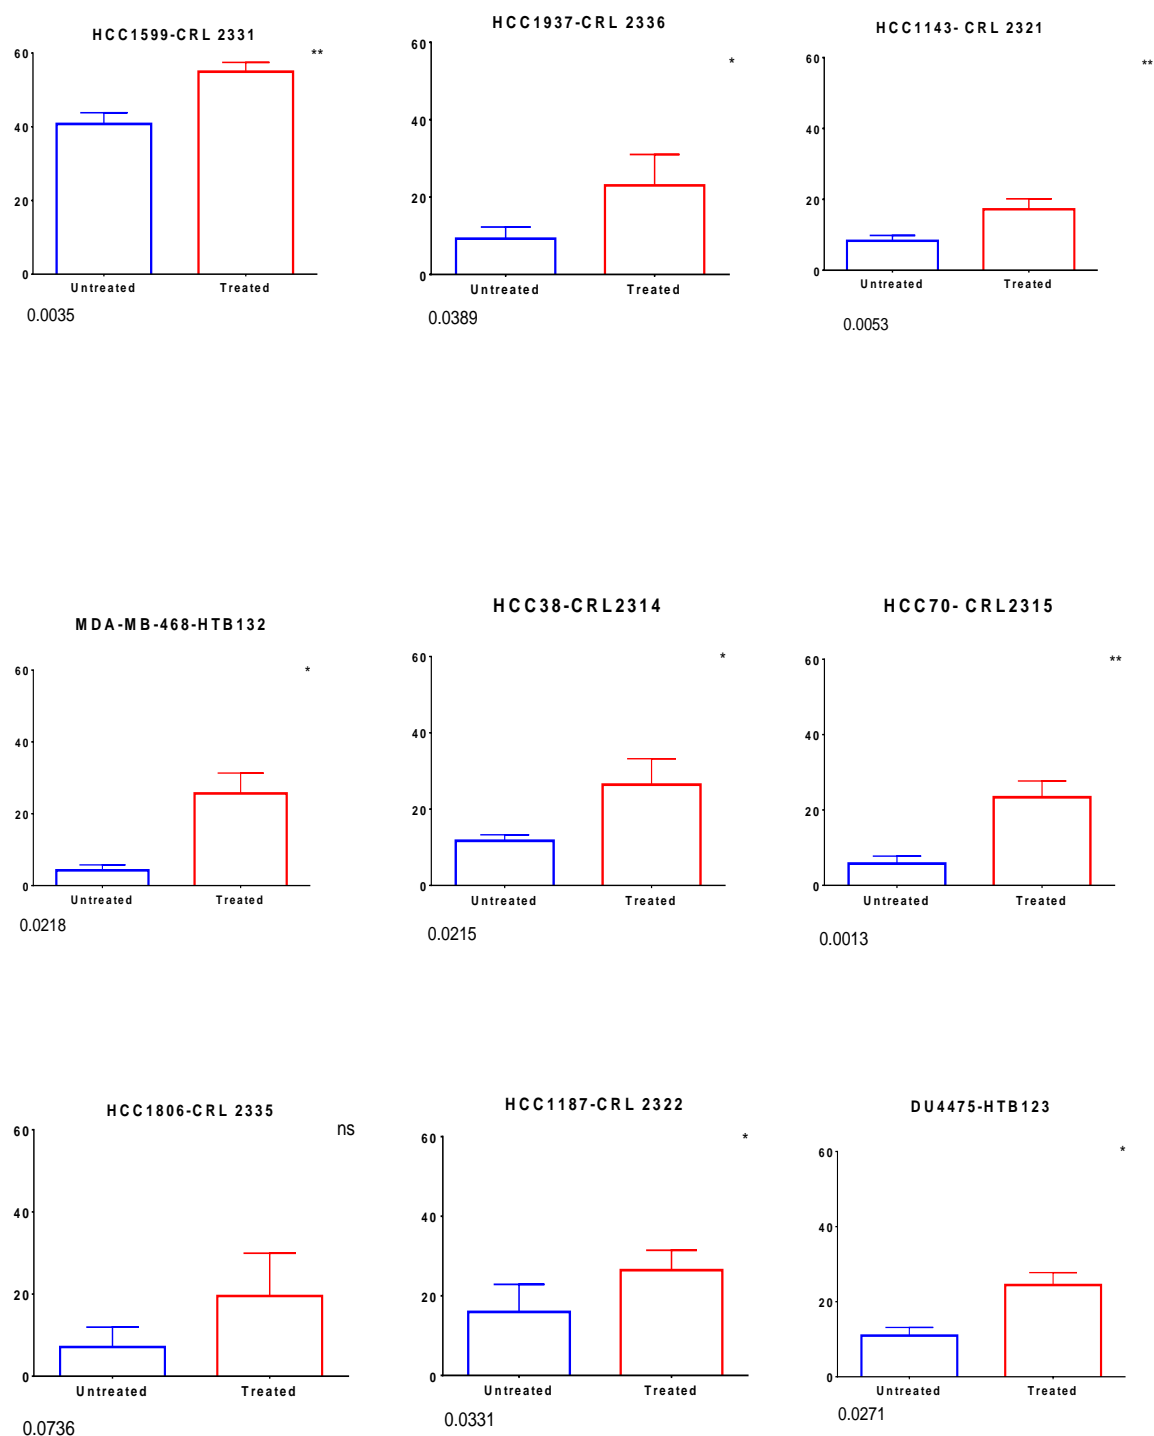 HCC1599-CRL 2331
**
60
40
20
0
Untreated Treated
0.0035
HCC1937-CRL 2336
*
60
40
20
0
Untreated Treated
0.0389
HCC1143- CRL 2321
**
60
40
20
0
Untreated Treated
0.0053
MDA-MB-468-HTB132
*
60
40
20
0
Untreated Treated
0.0218
HCC38-CRL2314
*
60
40
20
0
Untreated Treated
0.0215
HCC70- CRL2315
**
60
40
20
0
Untreated Treated
0.0013
HCC1806-CRL 2335
ns
60
40
20
0
Untreated Treated
0.0736
HCC1187-CRL 2322
*
60
40
20
0
Untreated Treated
0.0331
DU4475-HTB123
*
60
40
20
0
Untreated Treated
0.0271